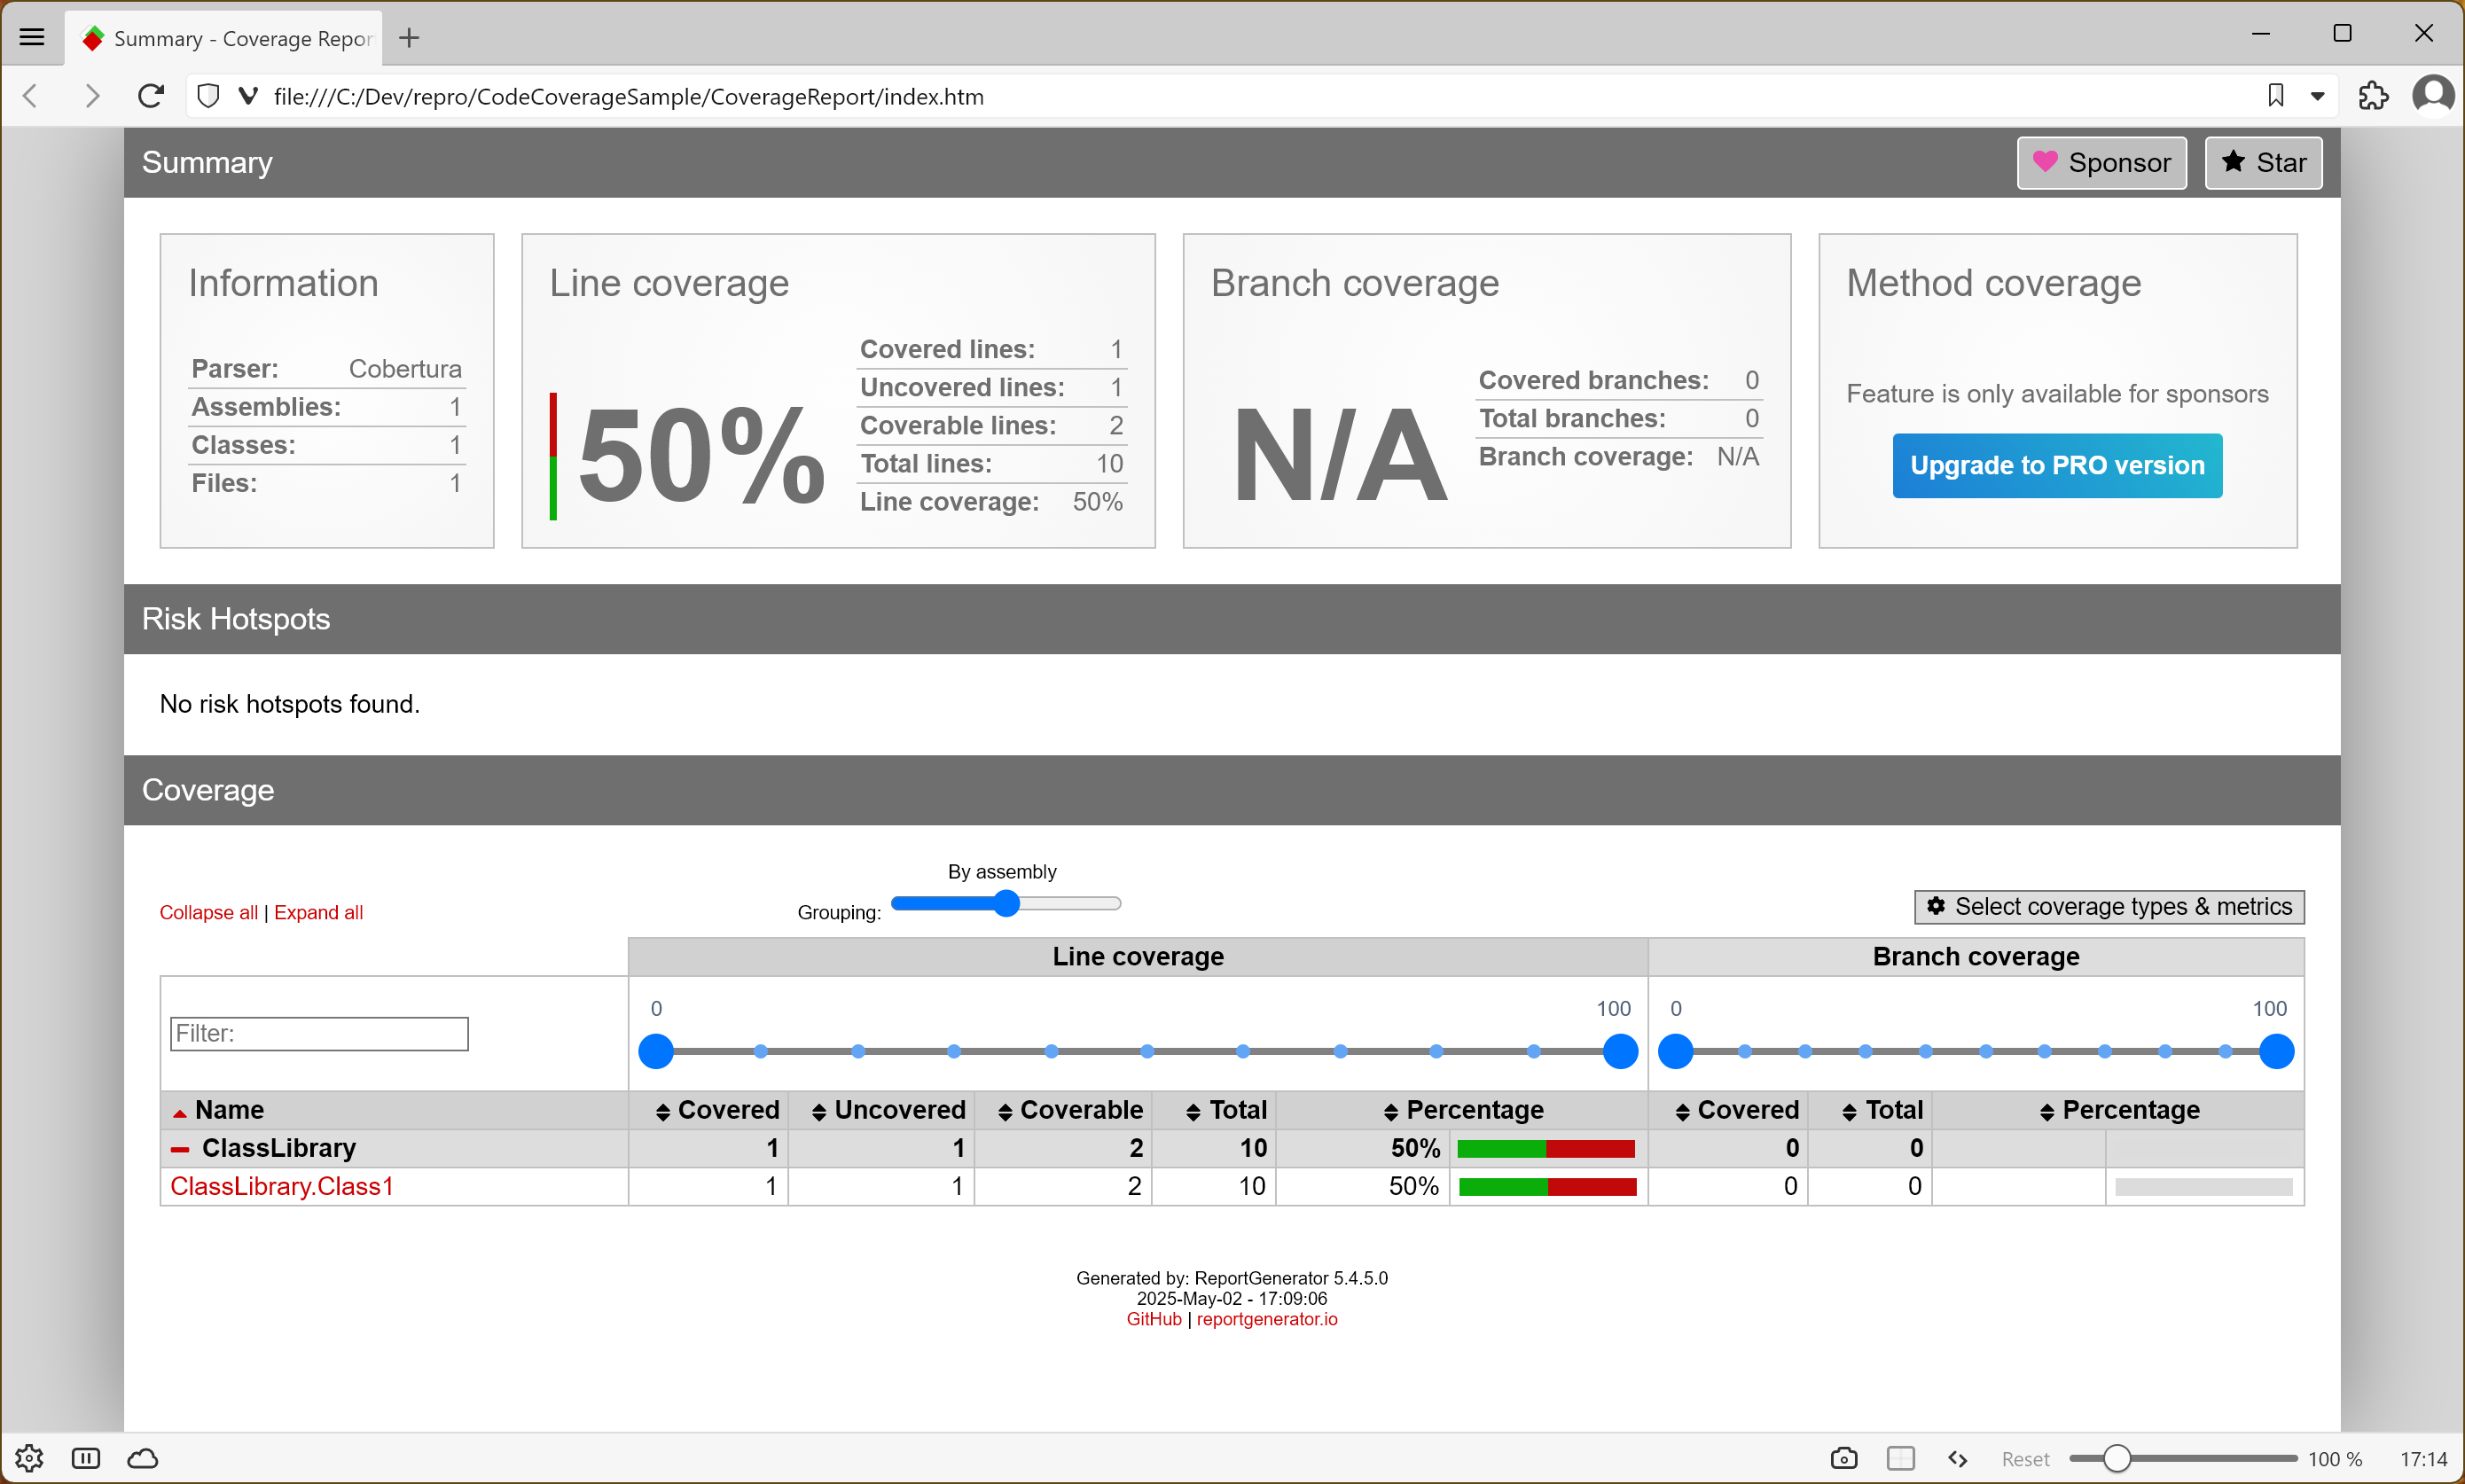 Summary - Coverage Repor
file:///C:/Dev/repro/CodeCoverageSample/CoverageReport/index.htm
Summary
Sponsor
Star
Information
Parser: Cobertura
Assemblies: 1
Classes: 1
Files: 1
Line coverage
50%
Covered lines: 1
Uncovered lines: 1
Coverable lines: 2
Total lines: 10
Line coverage: 50%
Branch coverage
N/A
Covered branches: 0
Total branches: 0
Branch coverage: N/A
Method coverage
Feature is only available for sponsors
Upgrade to PRO version
Risk Hotspots
No risk hotspots found.
Coverage
Collapse all | Expand all
By assembly
Grouping:
Select coverage types & metrics
Line coverage Branch coverage
Filter:
0 100 0 100
Name Covered Uncovered Coverable Total Percentage Covered Total Percentage
ClassLibrary 1 1 2 10 50% 0 0
ClassLibrary.Class1 1 1 2 10 50% 0 0
Generated by: ReportGenerator 5.4.5.0
2025-May-02 - 17:09:06
GitHub | reportgenerator.io
Reset 100 % 17:14